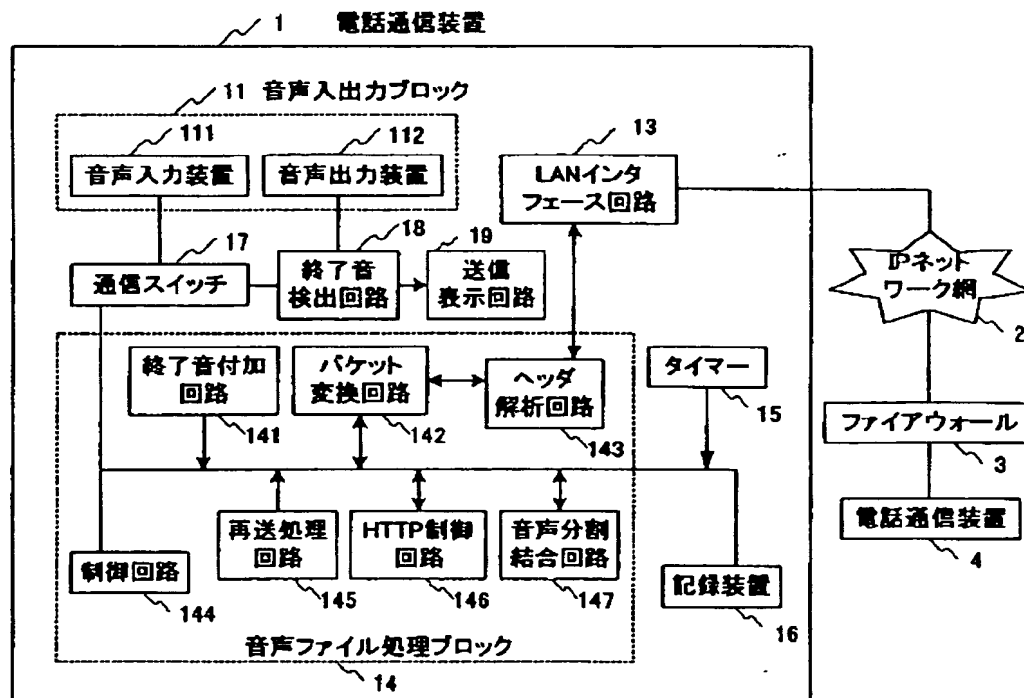 1 電話通信装置
11 音声入出力ブロック
111
112
13
音声入力装置
音声出力装置
LANインタ
フェース回路
17
18
19
通信スイッチ
終了音
検出回路
送信
表示回路
IPネット
ワーク網
2
終了音付加
回路
パケット
変換回路
ヘッダ
解析回路
タイマー
141
142
143
15
ファイアウォール
3
再送処理
回路
HTTP制御
回路
音声分割
結合回路
電話通信装置
4
制御回路
記録装置
144
145
146
147
16
音声ファイル処理ブロック
14